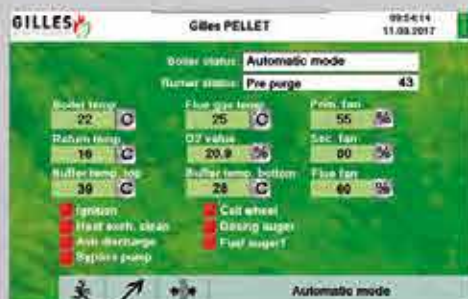 GILLES
Gilles PELLET
09:54:14
11.09.2017
Boiler status: Automatic mode
Burner status: Pre purge 43
Boiler temp Flue gas temp Prim. fan
22 C 25 C 55 %
Return temp O2 value Sec. fan
16 C 20.9 %
Buffer temp. top Buffer temp. bottom Flue fan
39 C 28 C 60 %
Ignition Cell wheel
Heat exch. clean Dosing auger
Ash discharge Fuel auger1
Bypass pump
Automatic mode